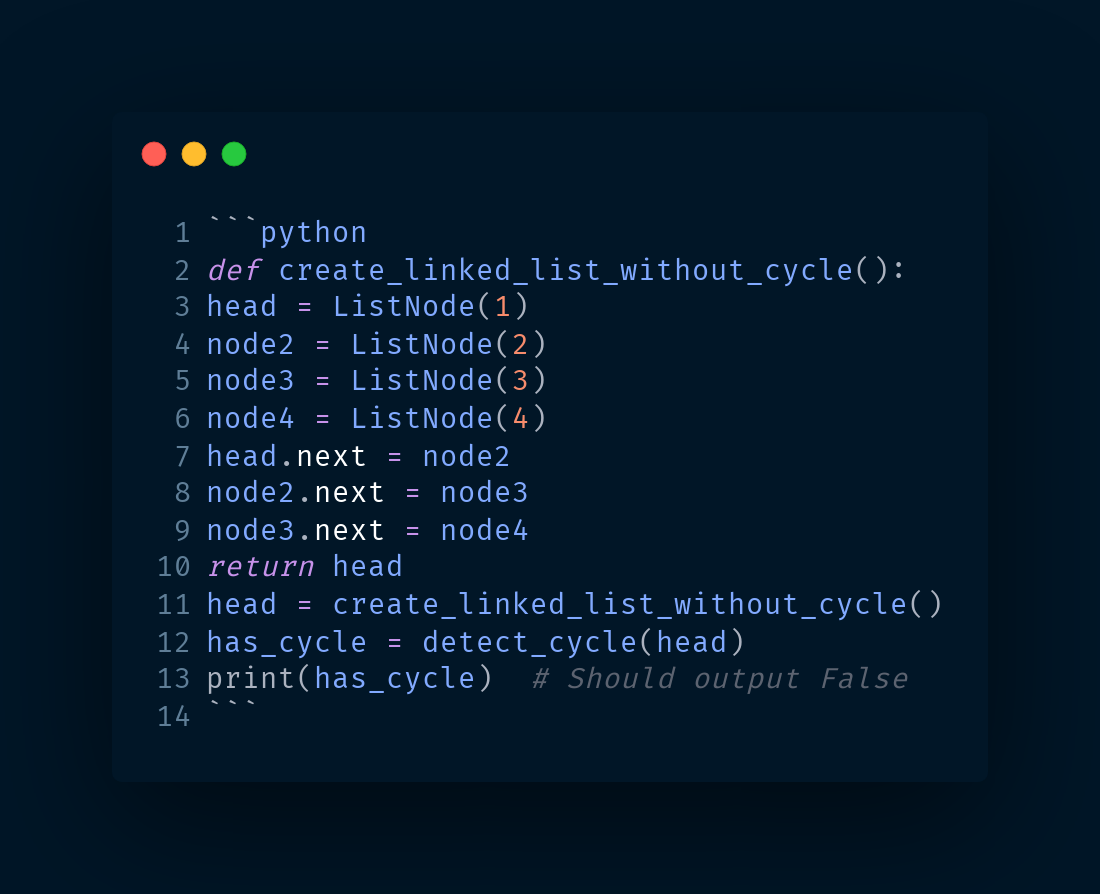 1 ```python
2 def create_linked_list_without_cycle():
3 head = ListNode(1)
4 node2 = ListNode(2)
5 node3 = ListNode(3)
6 node4 = ListNode(4)
7 head.next = node2
8 node2.next = node3
9 node3.next = node4
10 return head
11 head = create_linked_list_without_cycle()
12 has_cycle = detect_cycle(head)
13 print(has_cycle)  # Should output False
14 ```